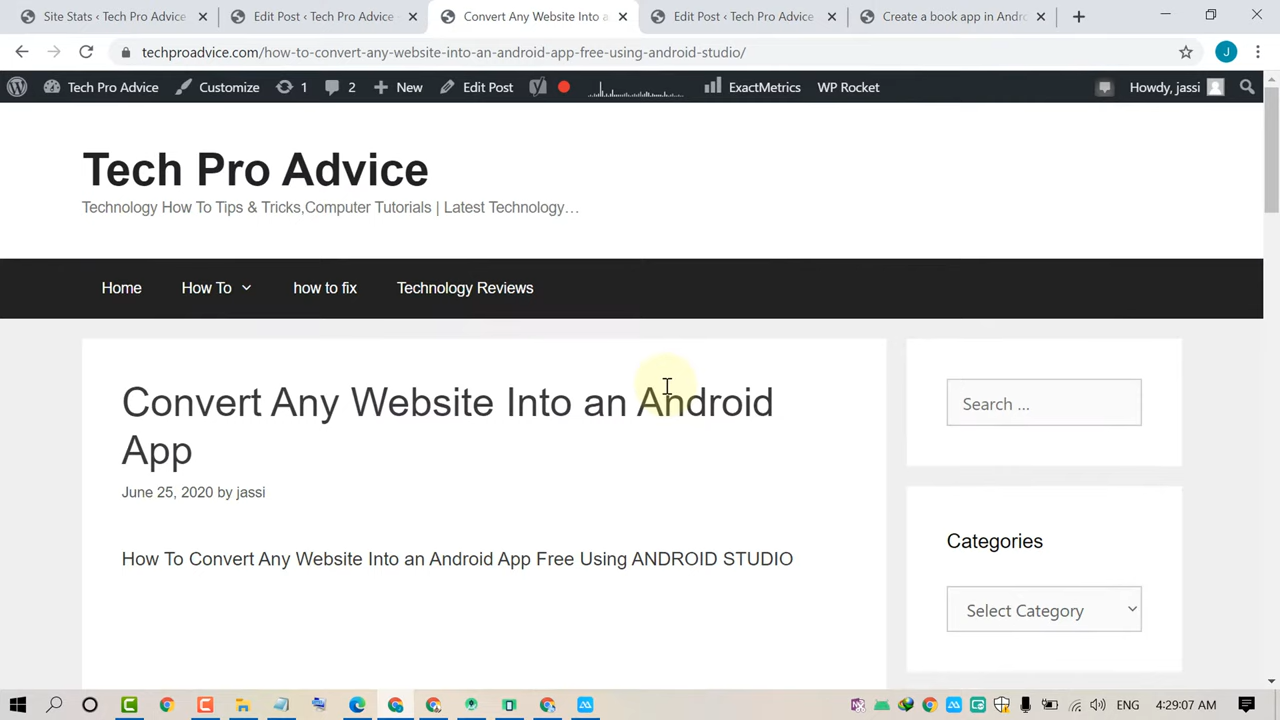 Site Stats ‹ Tech Pro Advice
Edit Post ‹ Tech Pro Advice
Convert Any Website Into a
Edit Post ‹ Tech Pro Advice
Create a book app in Andr
techproadvice.com/how-to-convert-any-website-into-an-android-app-free-using-android-studio/
J
Tech Pro Advice
Customize
1
2
New
Edit Post
ExactMetrics
WP Rocket
Howdy, jassi
Tech Pro Advice
Technology How To Tips & Tricks,Computer Tutorials | Latest Technology…
Home
How To
how to fix
Technology Reviews
Convert Any Website Into an Android
App
Search …
June 25, 2020 by jassi
Categories
How To Convert Any Website Into an Android App Free Using ANDROID STUDIO
Select Category
ENG
4:29:07 AM